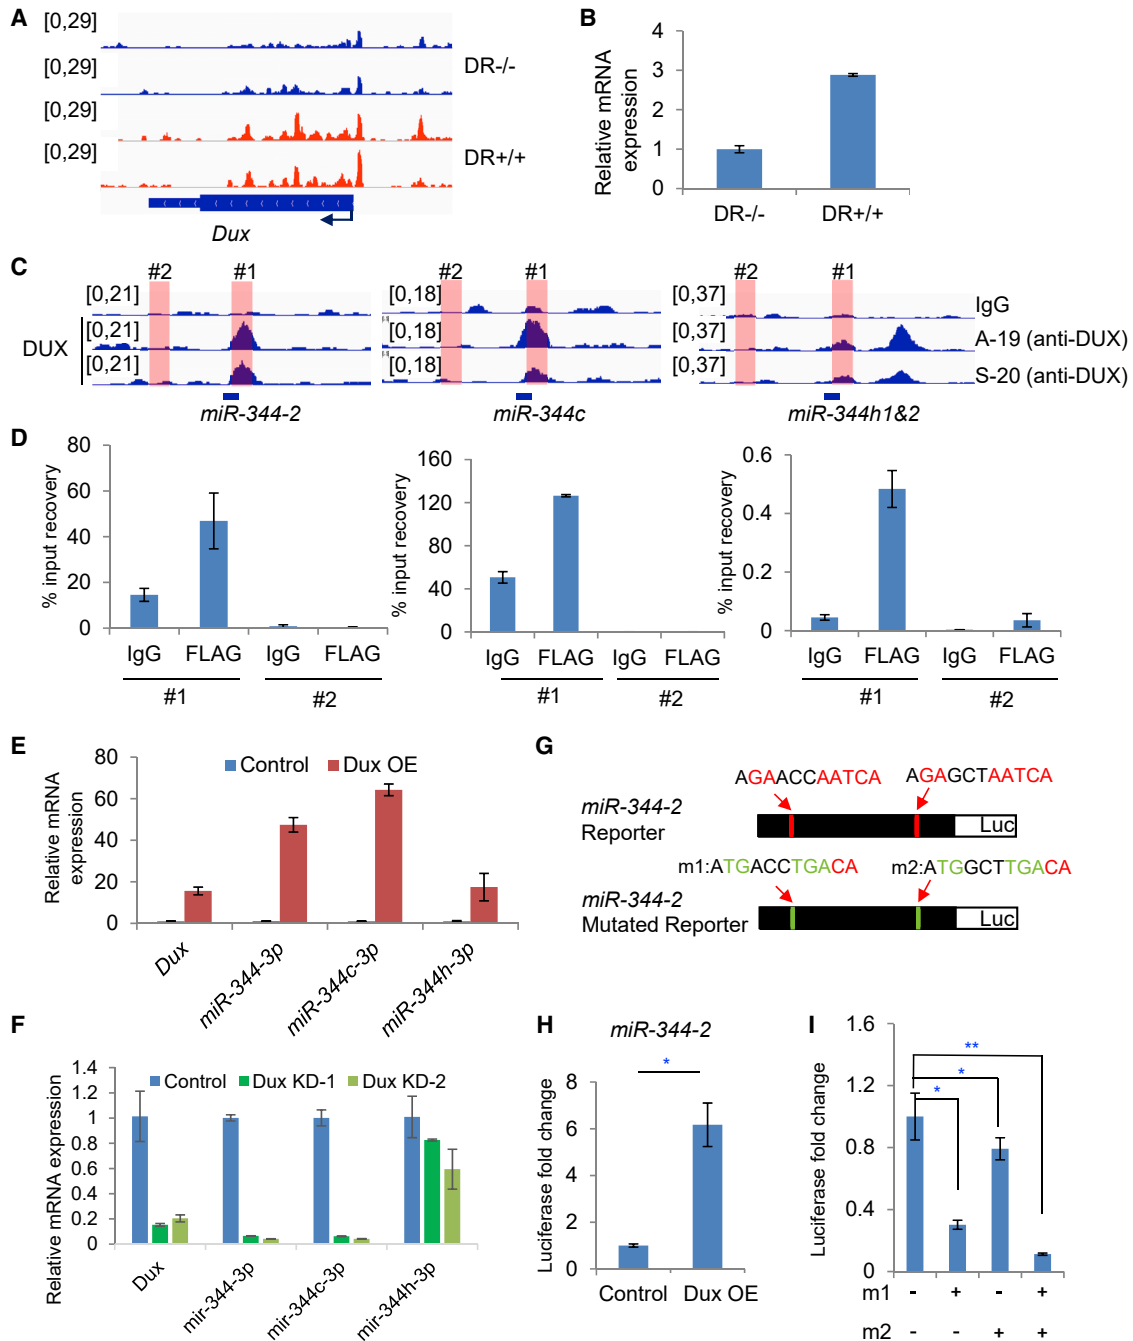 A
[0,29]
[0,29]
DR-/-
[0,29]
[0,29]
DR+/+
Dux
B
Relative mRNA
expression
4
3
2
1
0
DR-/-
DR+/+
C
#2
#1
#2
#1
#2
#1
[0,21]
[0,18]
[0,37]
IgG
DUX
[0,21]
[0,18]
[0,37]
A-19 (anti-DUX)
[0,21]
[0,18]
[0,37]
S-20 (anti-DUX)
miR-344-2
miR-344c
miR-344h1&2
D
% input recovery
80
60
40
20
0
IgG FLAG IgG FLAG
#1 #2
% input recovery
160
120
80
40
0
IgG FLAG IgG FLAG
#1 #2
% input recovery
0.6
0.4
0.2
0
IgG FLAG IgG FLAG
#1 #2
E
Relative mRNA
expression
80
60
40
20
0
Control Dux OE
Dux
miR-344-3p
miR-344c-3p
miR-344h-3p
F
Relative mRNA expression
1.4
1.2
1
0.8
0.6
0.4
0.2
0
Control Dux KD-1 Dux KD-2
Dux
mir-344-3p
mir-344c-3p
mir-344h-3p
G
AGAACCAATCA
AGAGCTAATCA
miR-344-2
Reporter
Luc
m1:ATGACCTGACA
m2:ATGGCTTGACA
miR-344-2
Mutated Reporter
Luc
H
miR-344-2
Luciferase fold change
8
6
4
2
0
*
Control Dux OE
I
Luciferase fold change
1.6
1.2
0.8
0.4
0
**
*
*
m1 - + - +
m2 - - + +